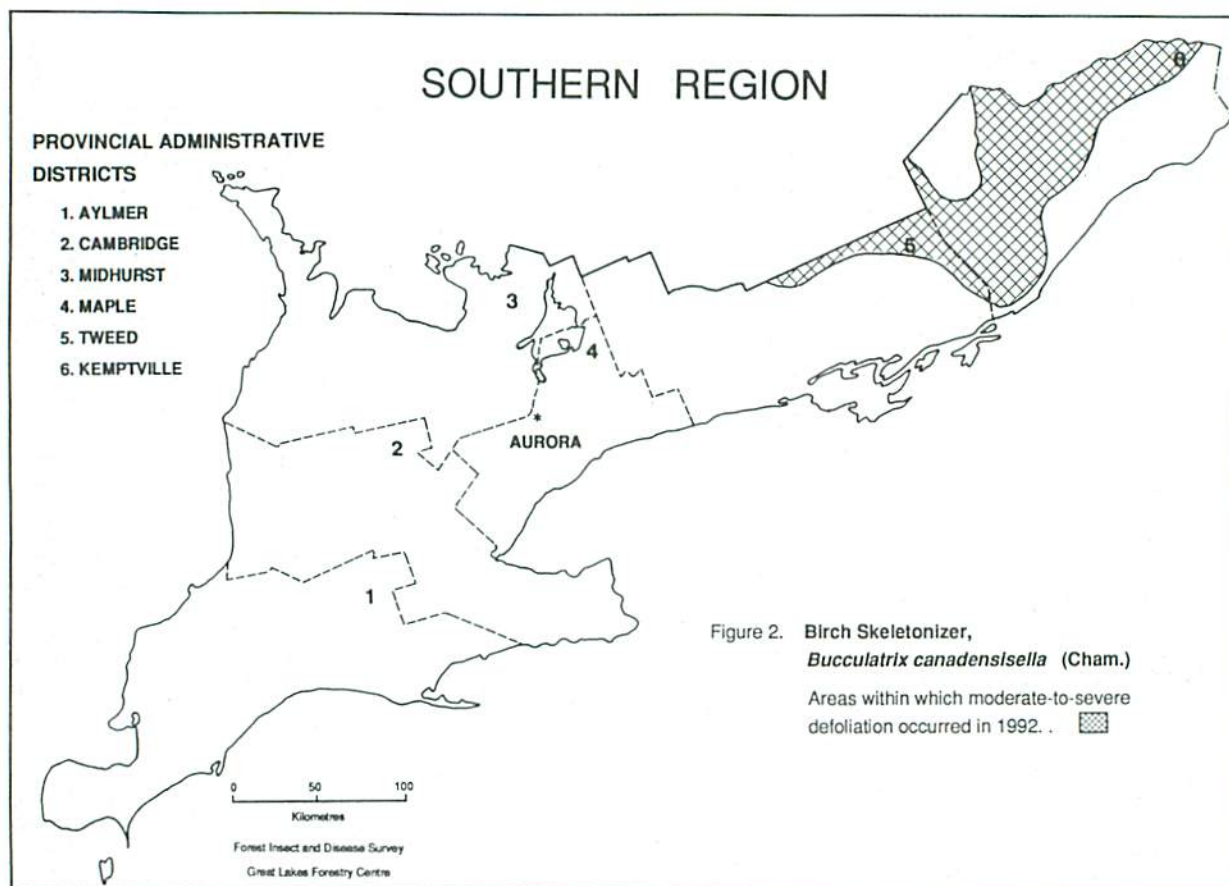 SOUTHERN REGION
PROVINCIAL ADMINISTRATIVE
DISTRICTS
1. AYLMER
2. CAMBRIDGE
3. MIDHURST
4. MAPLE
5. TWEED
6. KEMPTVILLE
6
5
3
4
* AURORA
2
1
Figure 2. Birch Skeletonizer,
Bucculatrix canadensisella (Cham.)
Areas within which moderate-to-severe
defoliation occurred in 1992. .
0 50 100
Kilometres
Forest Insect and Disease Survey
Great Lakes Forestry Centre